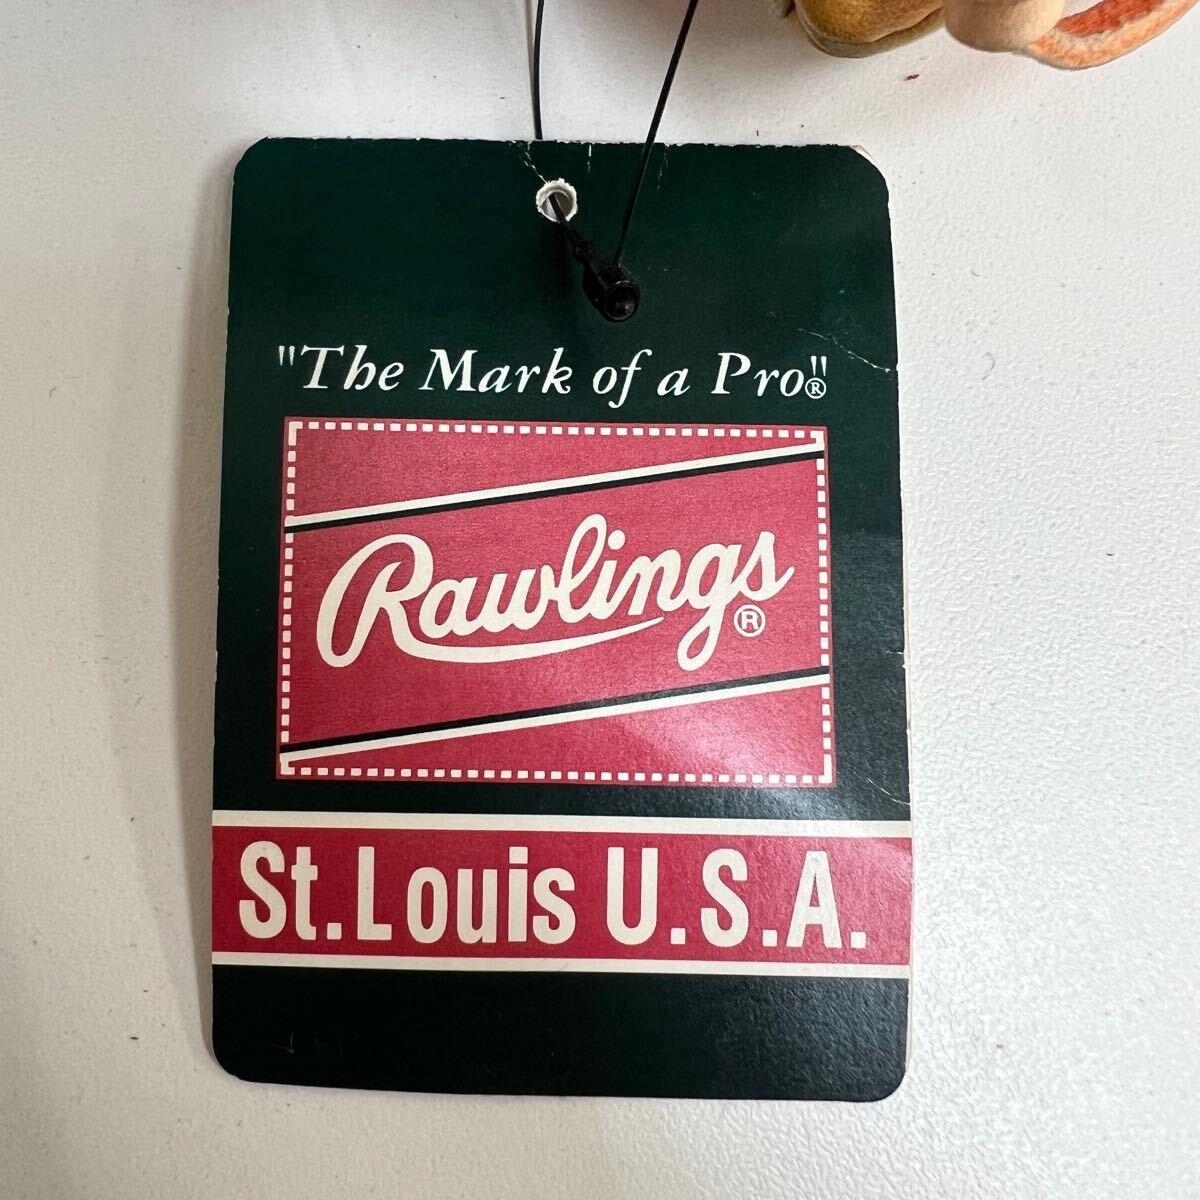 "The Mark of a Pro"®
Rawlings®
St. Louis U.S.A.